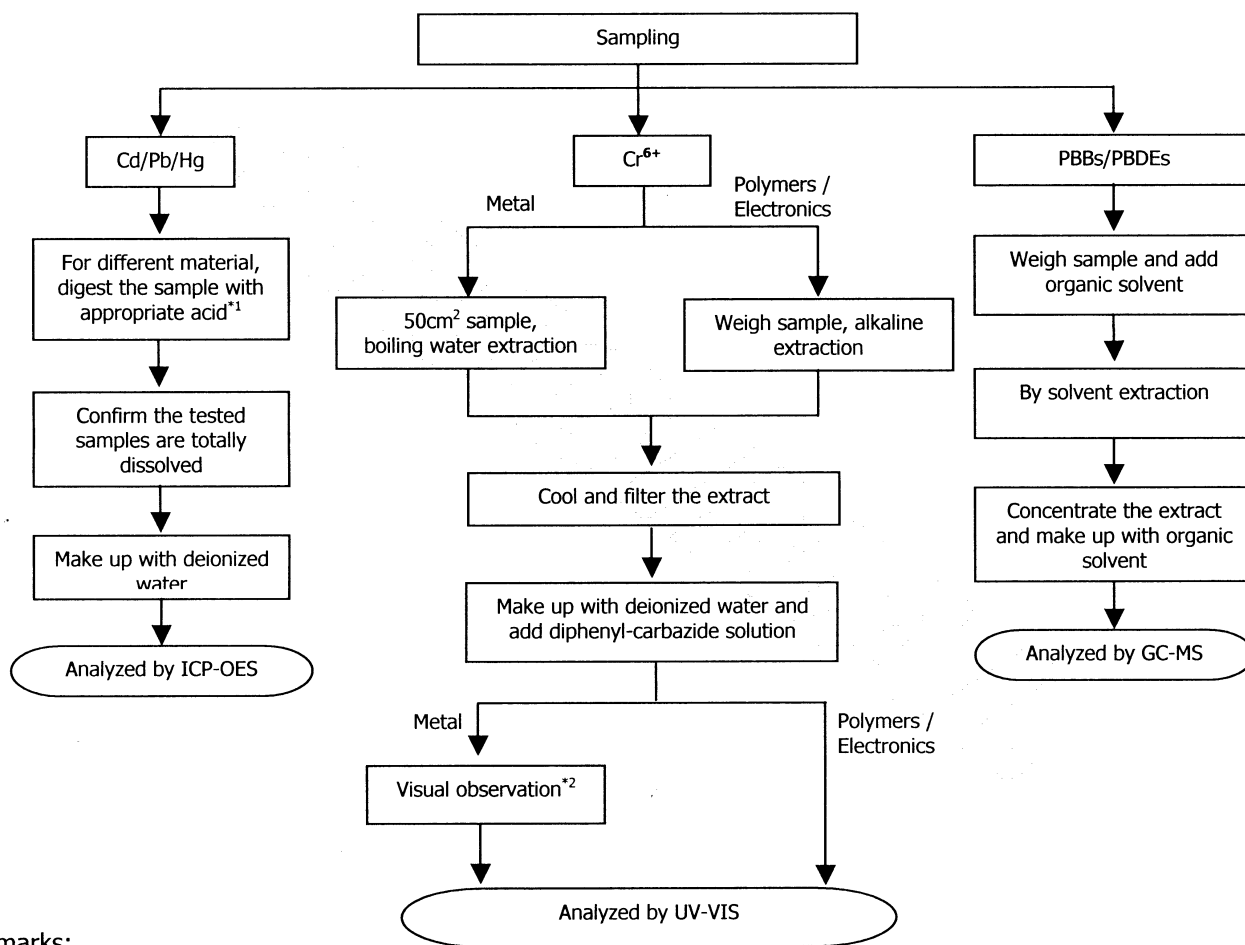 Sampling
Cd/Pb/Hg
For different material,
digest the sample with
appropriate acid*1
Confirm the tested
samples are totally
dissolved
Make up with deionized
water
Analyzed by ICP-OES
Cr6+
Metal
Polymers /
Electronics
50cm2 sample,
boiling water extraction
Weigh sample, alkaline
extraction
Cool and filter the extract
Make up with deionized water and
add diphenyl-carbazide solution
Metal
Polymers /
Electronics
Visual observation*2
Analyzed by UV-VIS
PBBs/PBDEs
Weigh sample and add
organic solvent
By solvent extraction
Concentrate the extract
and make up with organic
solvent
Analyzed by GC-MS
marks: